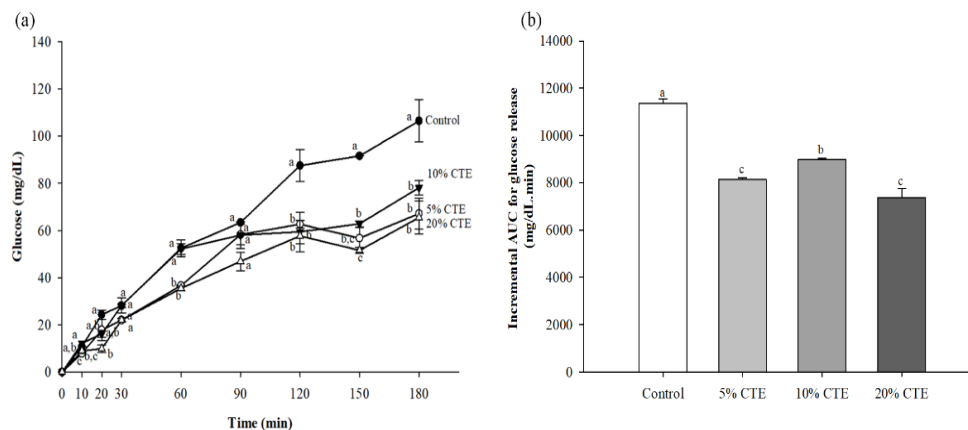 (a)
Glucose (mg/dL)
140
120
100
80
60
40
20
0
0 10 20 30 60 90 120 150 180
Time (min)
Control
10% CTE
5% CTE
20% CTE
a
a,b
c
b,c
a
a
b
a,b
b
a
a
a
a
a
a
b
b
a
a
a
a
a
b
b
b
a
b
b,c
c
a
b
b
b
(b)
Incremental AUC for glucose release
(mg/dL.min)
14000
12000
10000
8000
6000
4000
2000
0
a
c
b
c
Control 5% CTE 10% CTE 20% CTE